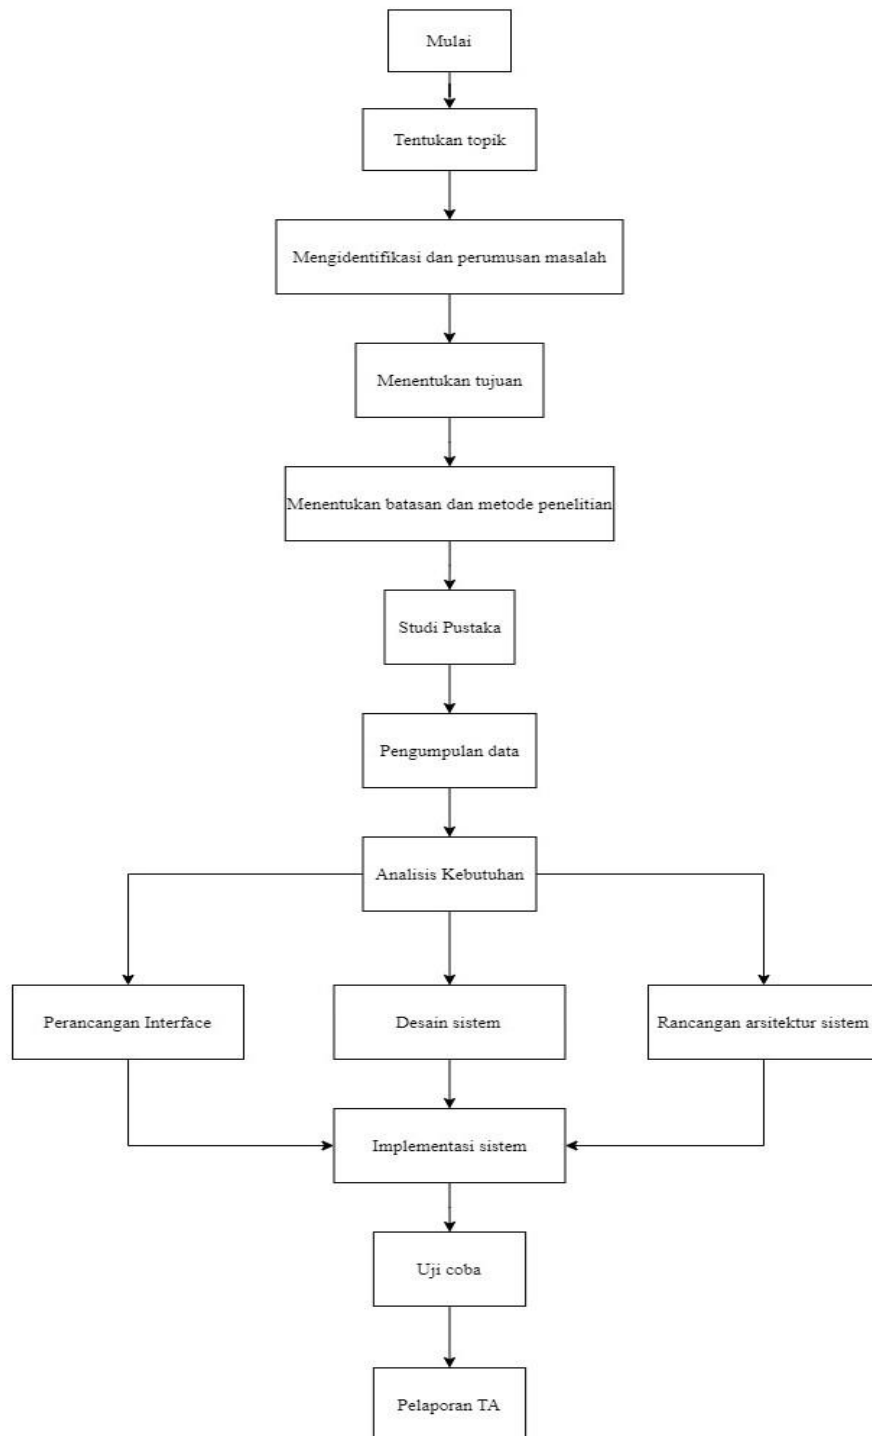 Mulai
Tentukan topik
Mengidentifikasi dan perumusan masalah
Menentukan tujuan
Menentukan batasan dan metode penelitian
Studi Pustaka
Pengumpulan data
Analisis Kebutuhan
Perancangan Interface
Desain sistem
Rancangan arsitektur sistem
Implementasi sistem
Uji coba
Pelaporan TA